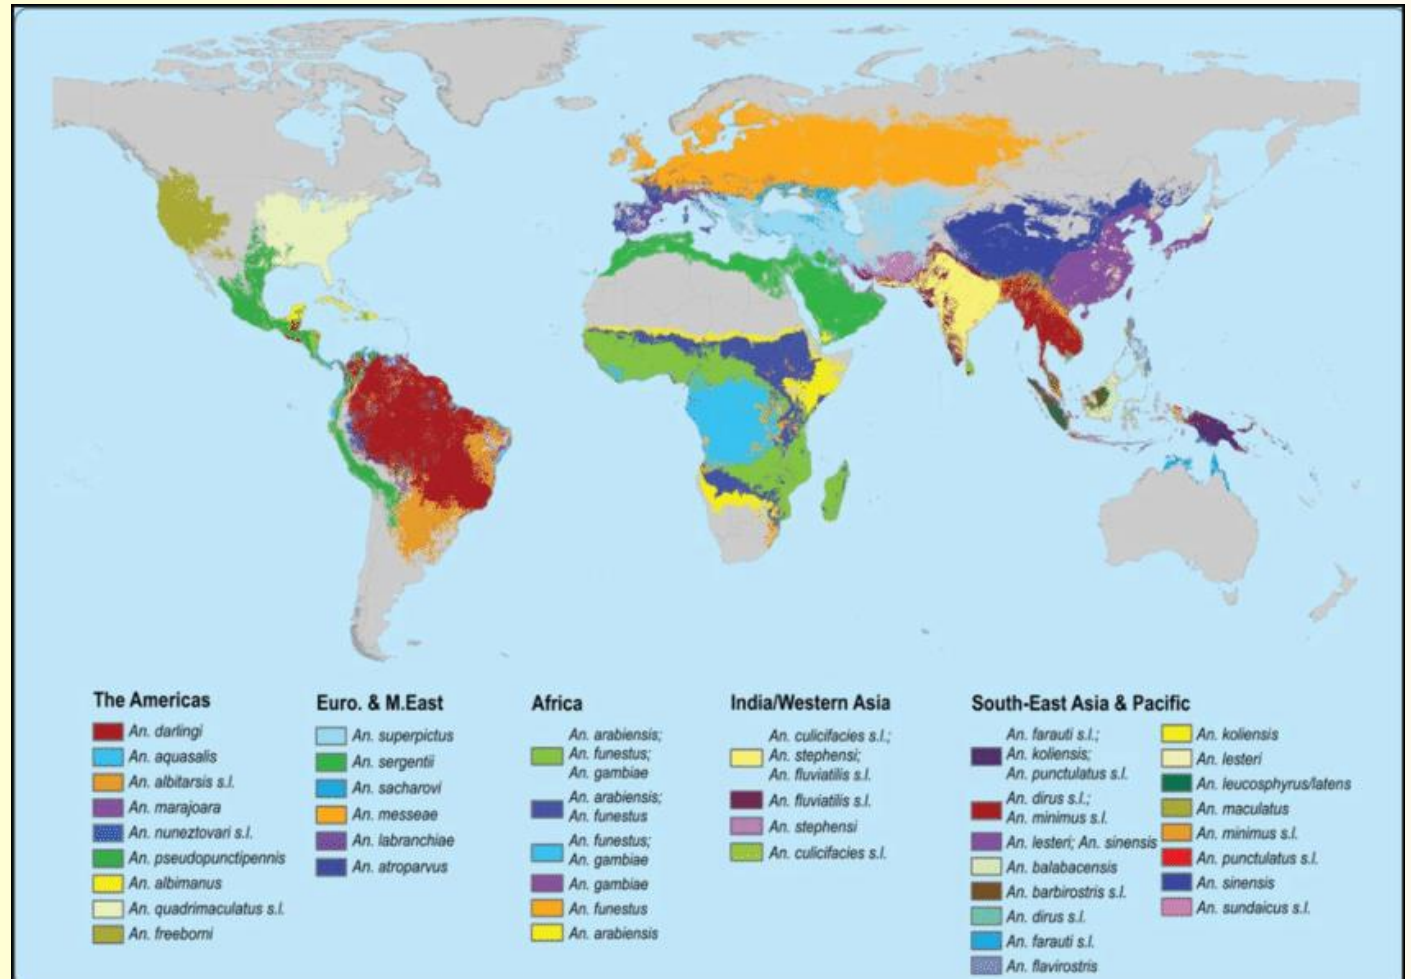 The Americas
An. darlingi
An. aquasalis
An. albitarsis s.l.
An. marajoara
An. nuneztovari s.l.
An. pseudopunctipennis
An. albimanus
An. quadrimaculatus s.l.
An. freeborni
Euro. & M.East
An. superpictus
An. sergentii
An. sacharovi
An. messeae
An. labranchiae
An. atroparvus
Africa
An. arabiensis;
An. funestus;
An. gambiae
An. arabiensis;
An. funestus
An. funestus;
An. gambiae
An. gambiae
An. funestus
An. arabiensis
India/Western Asia
An. culicifacies s.l.;
An. stephensi;
An. fluviatilis s.l.
An. fluviatilis s.l.
An. stephensi
An. culicifacies s.l.
South-East Asia & Pacific
An. farauti s.l.;
An. koliensis;
An. punctulatus s.l.
An. dirus s.l.;
An. minimus s.l.
An. lesteri; An. sinensis
An. balabacensis
An. barbirostris s.l.
An. dirus s.l.
An. farauti s.l.
An. flavirostris
An. koliensis
An. lesteri
An. leucosphyrus/latens
An. maculatus
An. minimus s.l.
An. punctulatus s.l.
An. sinensis
An. sundaicus s.l.